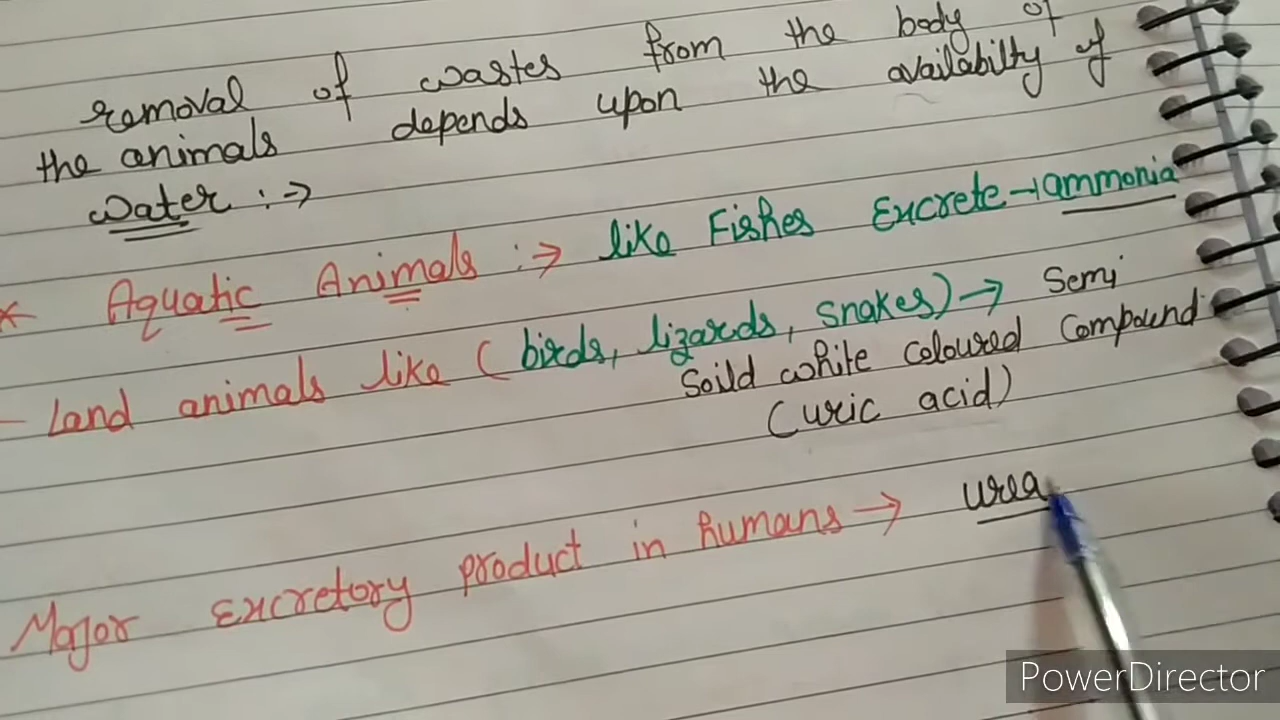 removal of wastes from the body of
the animals depends upon the availabilty of
water :→
* Aquatic Animals :→ like Fishes Excrete → ammonia
- Land animals like (birds, lizards, snakes) → Semi
Soild white coloured Compound
(uric acid)
Major Excretory product in humans → urea
PowerDirector